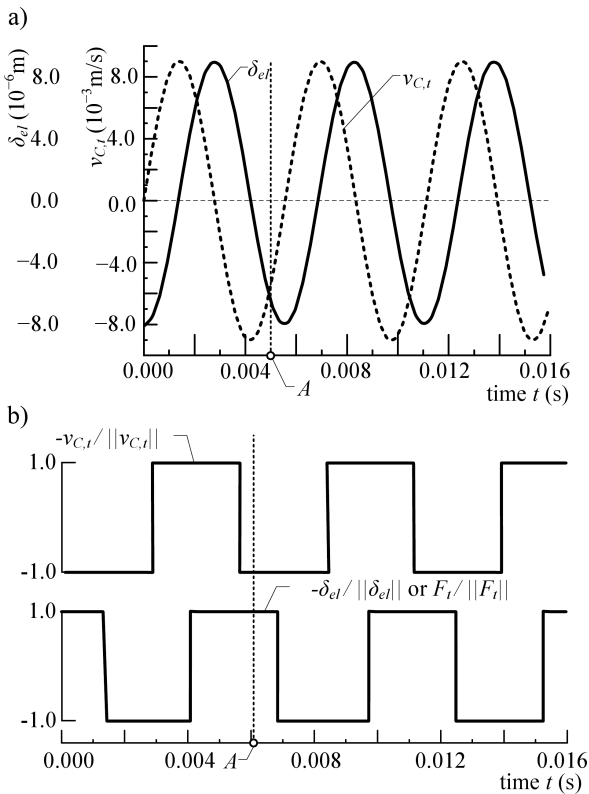 a)
δel (10⁻⁶m)
vC,t (10⁻³m/s)
8.0
8.0
4.0
4.0
0.0
0.0
−4.0
−4.0
−8.0
−8.0
δel
vC,t
0.000
0.004
0.008
0.012
0.016
A
time t (s)
b)
-vC,t / ||vC,t||
1.0
-1.0
-δel / ||δel|| or Ft / ||Ft||
1.0
-1.0
0.000
0.004
A
0.008
0.012
0.016
time t (s)